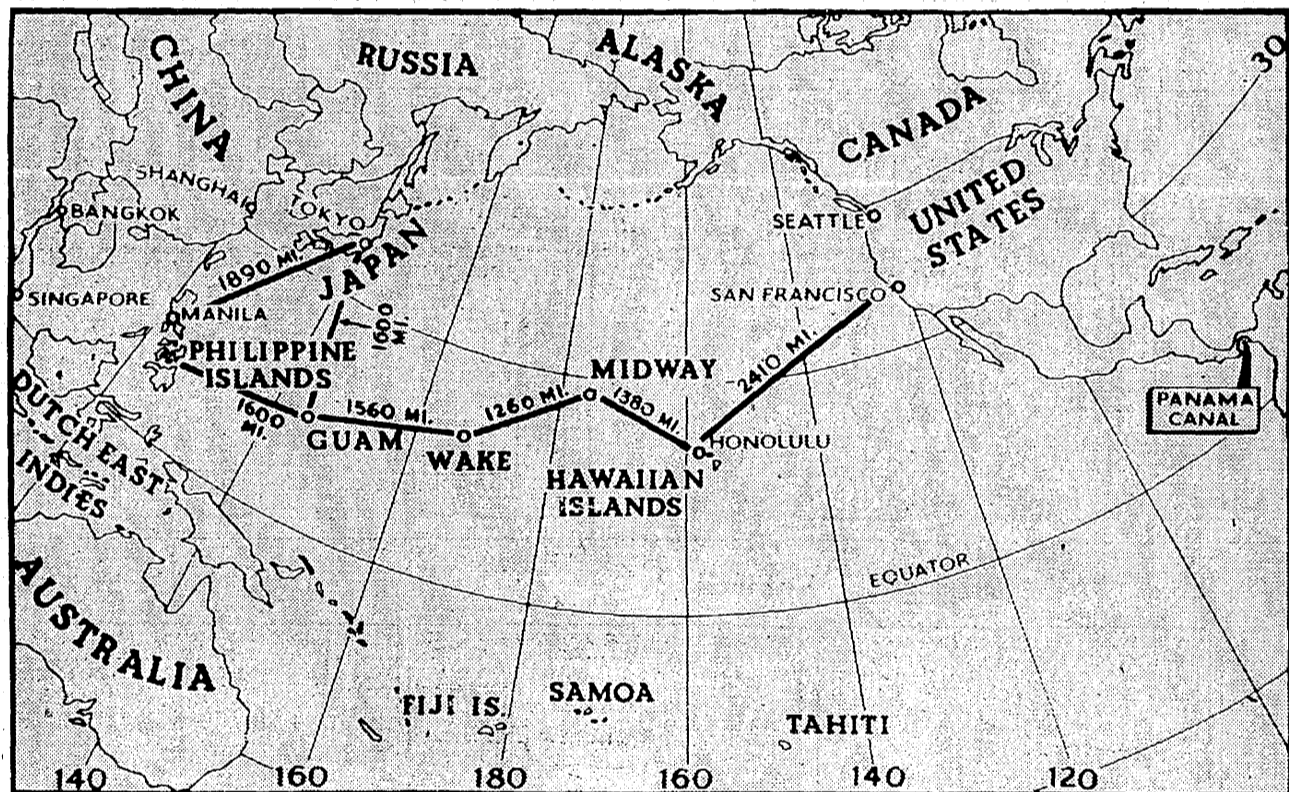 CHINA
RUSSIA
ALASKA
CANADA
30
SHANGHAI
TOKYO
BANGKOK
SEATTLE
UNITED
STATES
1890 MI.
JAPAN
SINGAPORE
MANILA
SAN FRANCISCO
1600
MI.
PHILIPPINE
ISLANDS
MIDWAY
2410 MI.
DUTCH EAST
INDIES
1600
MI.
1560 MI.
1260 MI.
1380 MI.
PANAMA
CANAL
GUAM
WAKE
HONOLULU
HAWAIIAN
ISLANDS
EQUATOR
AUSTRALIA
FIJI IS.
SAMOA
TAHITI
140
160
180
160
140
120